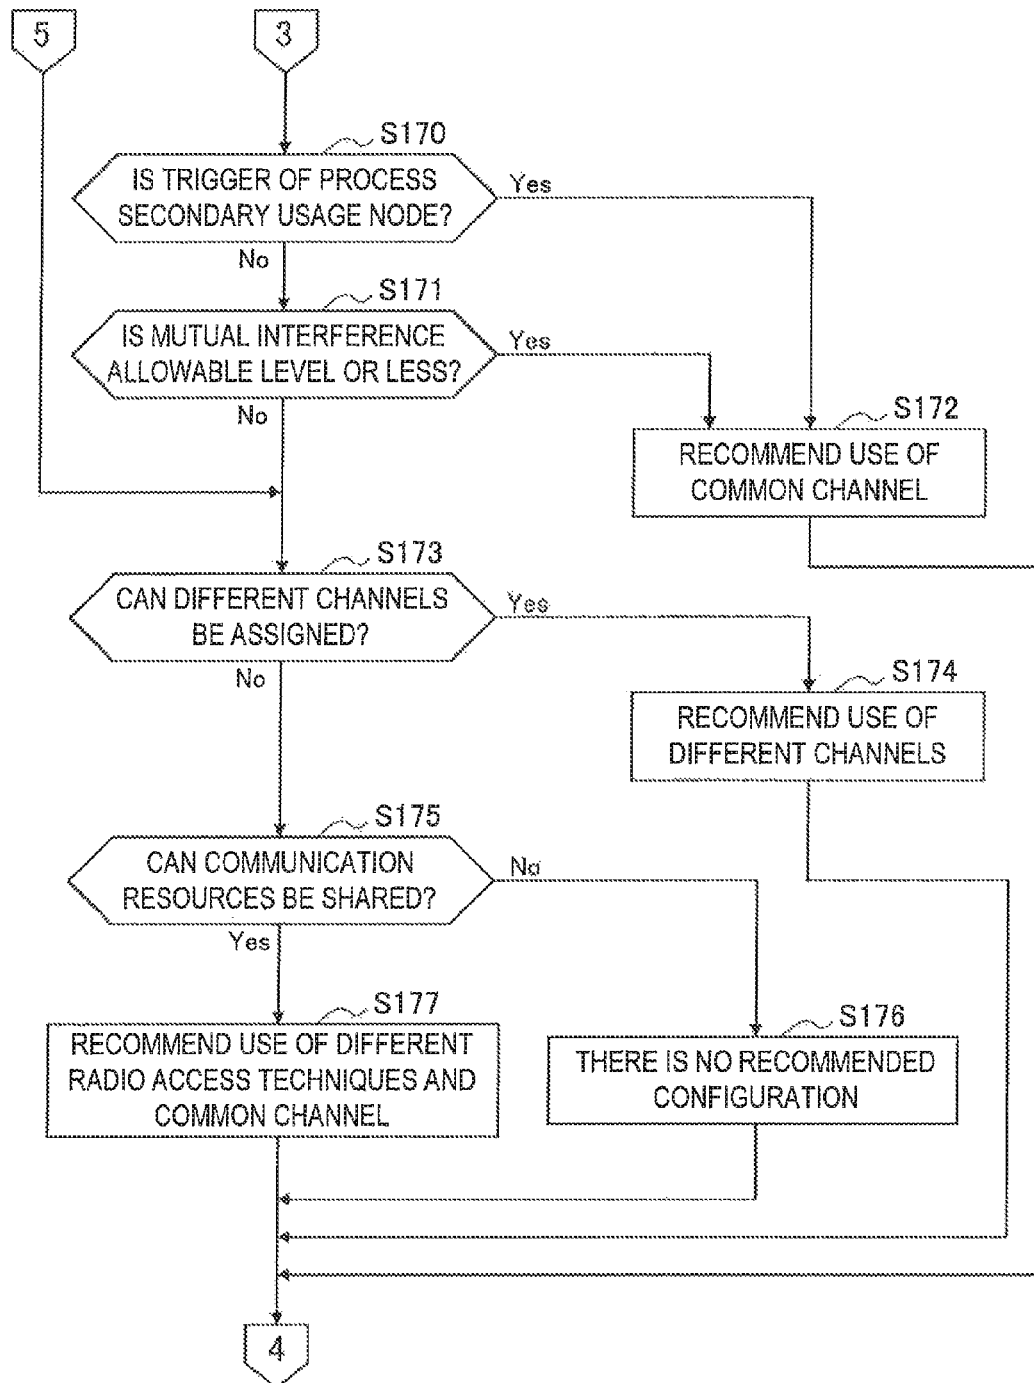 5
3
S170
IS TRIGGER OF PROCESS
SECONDARY USAGE NODE?
Yes
No
S171
IS MUTUAL INTERFERENCE
ALLOWABLE LEVEL OR LESS?
Yes
No
S172
RECOMMEND USE OF
COMMON CHANNEL
S173
CAN DIFFERENT CHANNELS
BE ASSIGNED?
Yes
No
S174
RECOMMEND USE OF
DIFFERENT CHANNELS
S175
CAN COMMUNICATION
RESOURCES BE SHARED?
No
Yes
S177
RECOMMEND USE OF DIFFERENT
RADIO ACCESS TECHNIQUES AND
COMMON CHANNEL
S176
THERE IS NO RECOMMENDED
CONFIGURATION
4